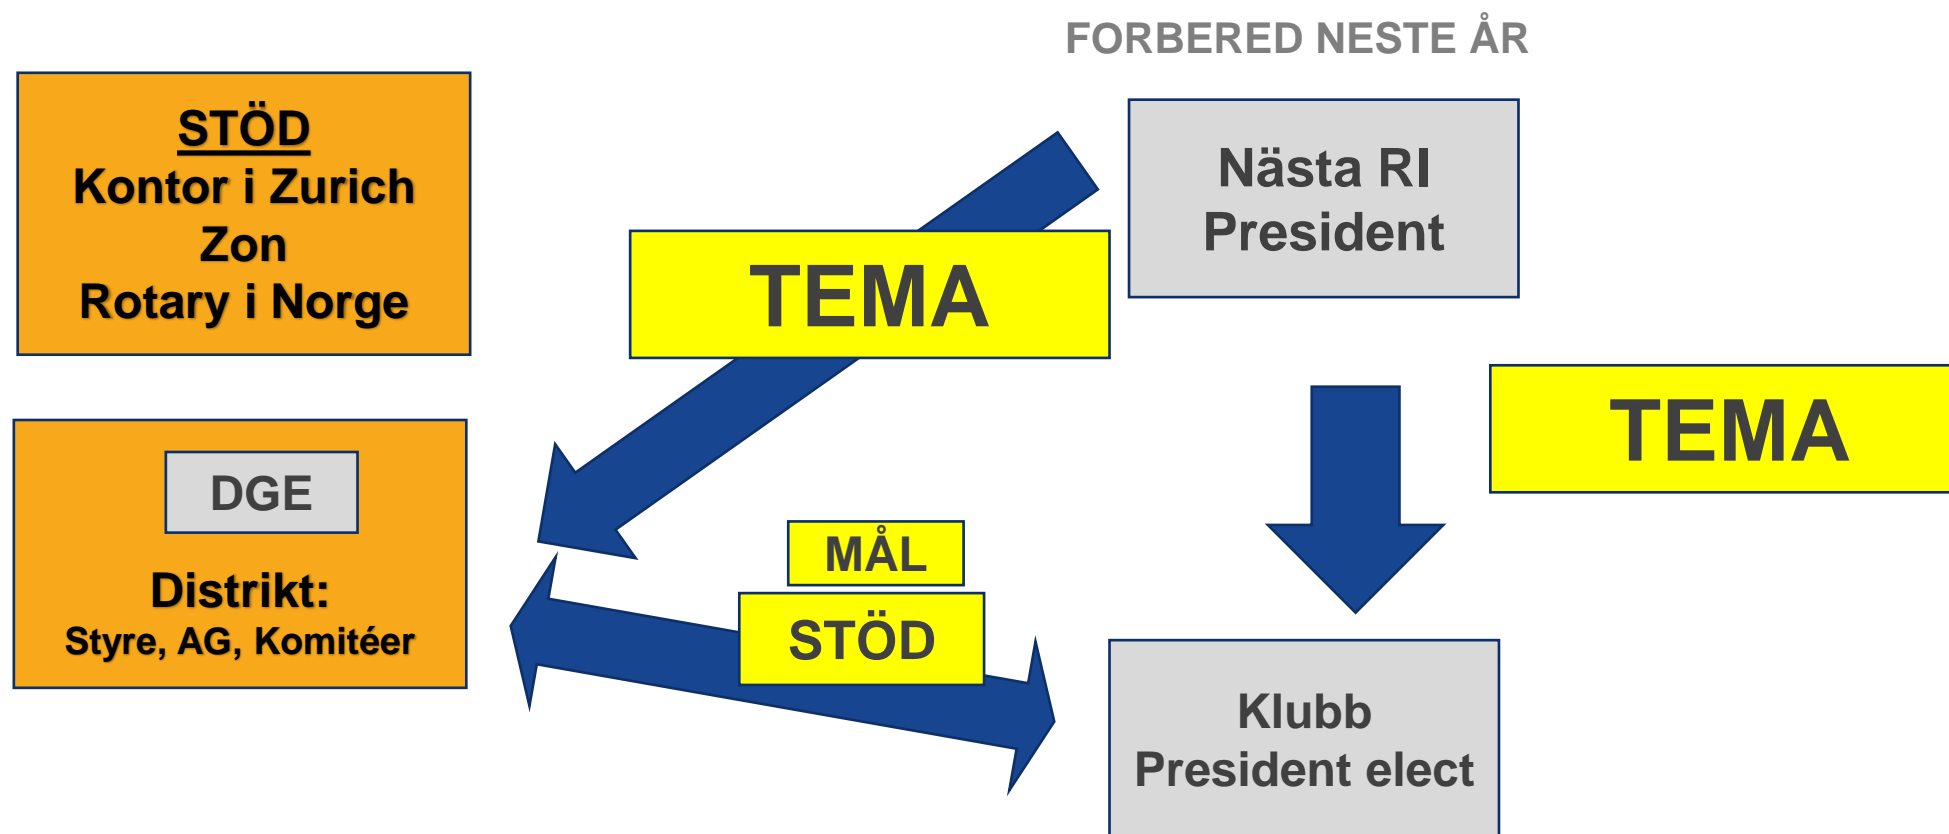 FORBERED NESTE ÅR
STÖD
Kontor i Zurich
Zon
Rotary i Norge
Nästa RI
President
TEMA
TEMA
DGE
Distrikt:
Styre, AG, Komitéer
MÅL
STÖD
Klubb
President elect